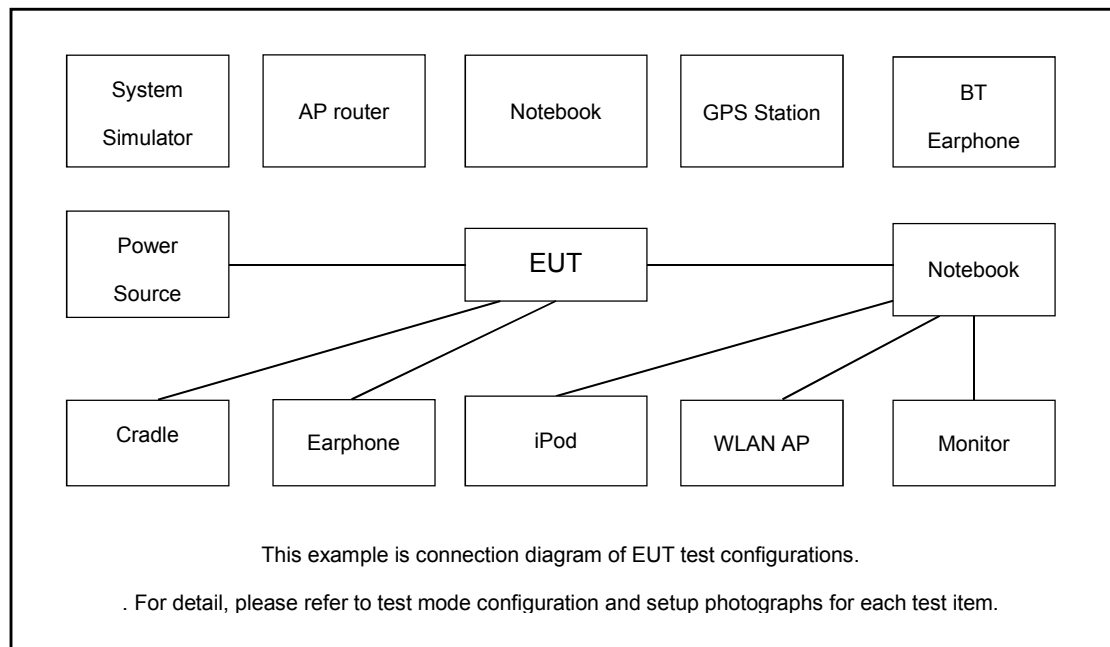 System
Simulator
AP router
Notebook
GPS Station
BT
Earphone
Power
Source
EUT
Notebook
Cradle
Earphone
iPod
WLAN AP
Monitor
This example is connection diagram of EUT test configurations.
. For detail, please refer to test mode configuration and setup photographs for each test item.